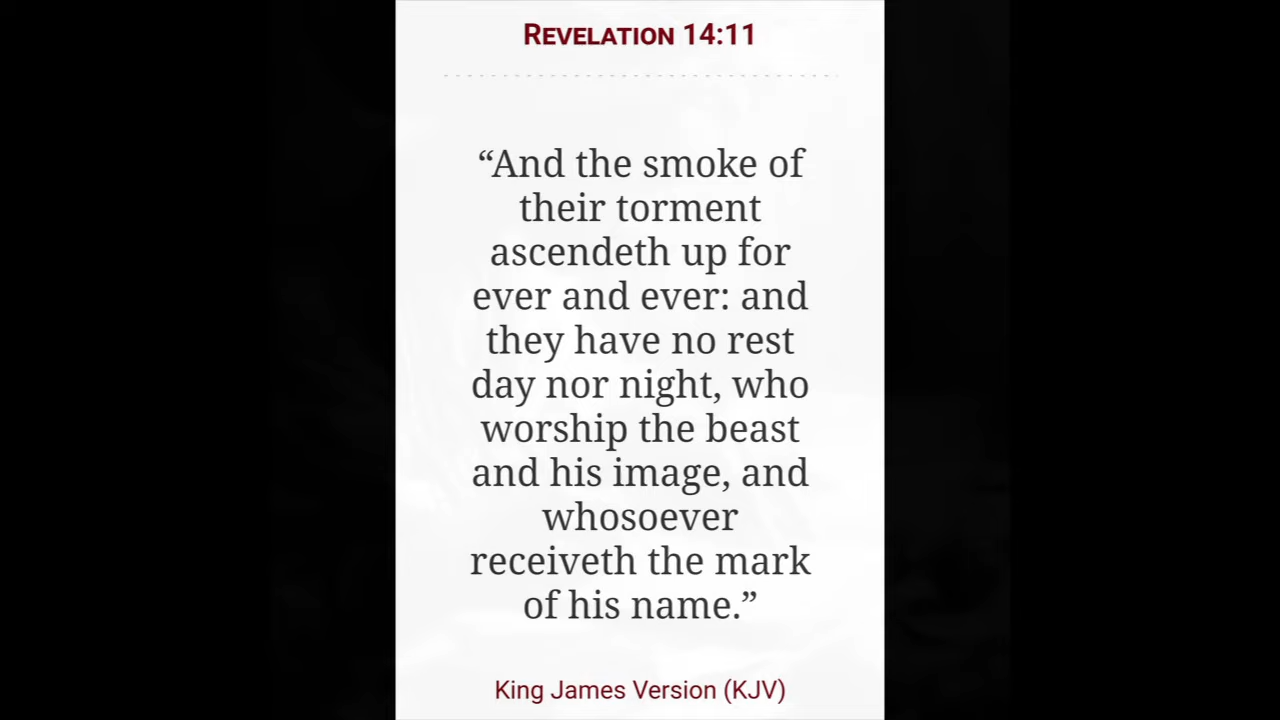 REVELATION 14:11
“And the smoke of
their torment
ascendeth up for
ever and ever: and
they have no rest
day nor night, who
worship the beast
and his image, and
whosoever
receiveth the mark
of his name.”
King James Version (KJV)